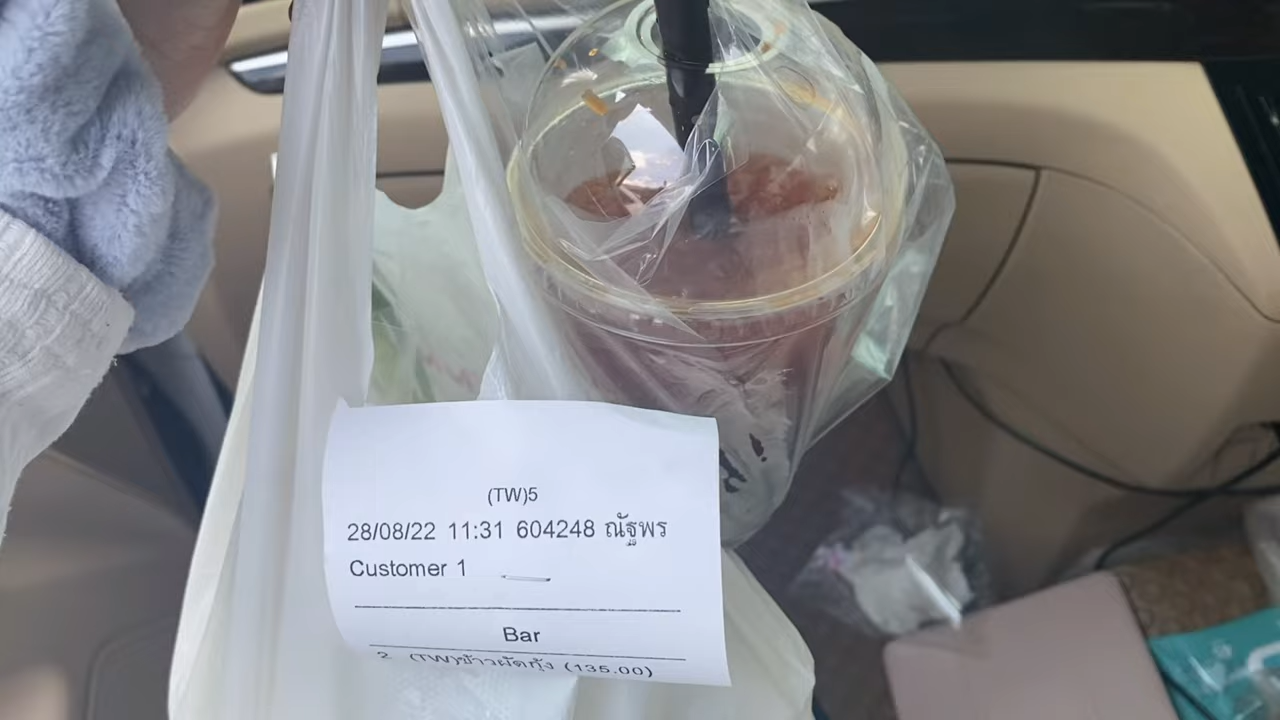 (TW)5
28/08/22 11:31 604248 ณัฐพร
Customer 1
Bar
2 (TW)ข้าวผัดกุ้ง (135.00)